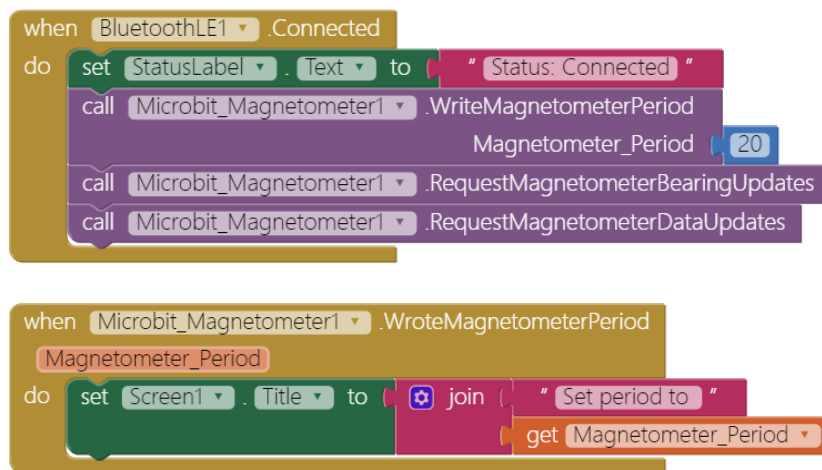 when BluetoothLE1 .Connected
do set StatusLabel . Text to " Status: Connected "
call Microbit_Magnetometer1 .WriteMagnetometerPeriod
Magnetometer_Period 20
call Microbit_Magnetometer1 .RequestMagnetometerBearingUpdates
call Microbit_Magnetometer1 .RequestMagnetometerDataUpdates
when Microbit_Magnetometer1 .WroteMagnetometerPeriod
Magnetometer_Period
do set Screen1 . Title to join " Set period to "
get Magnetometer_Period